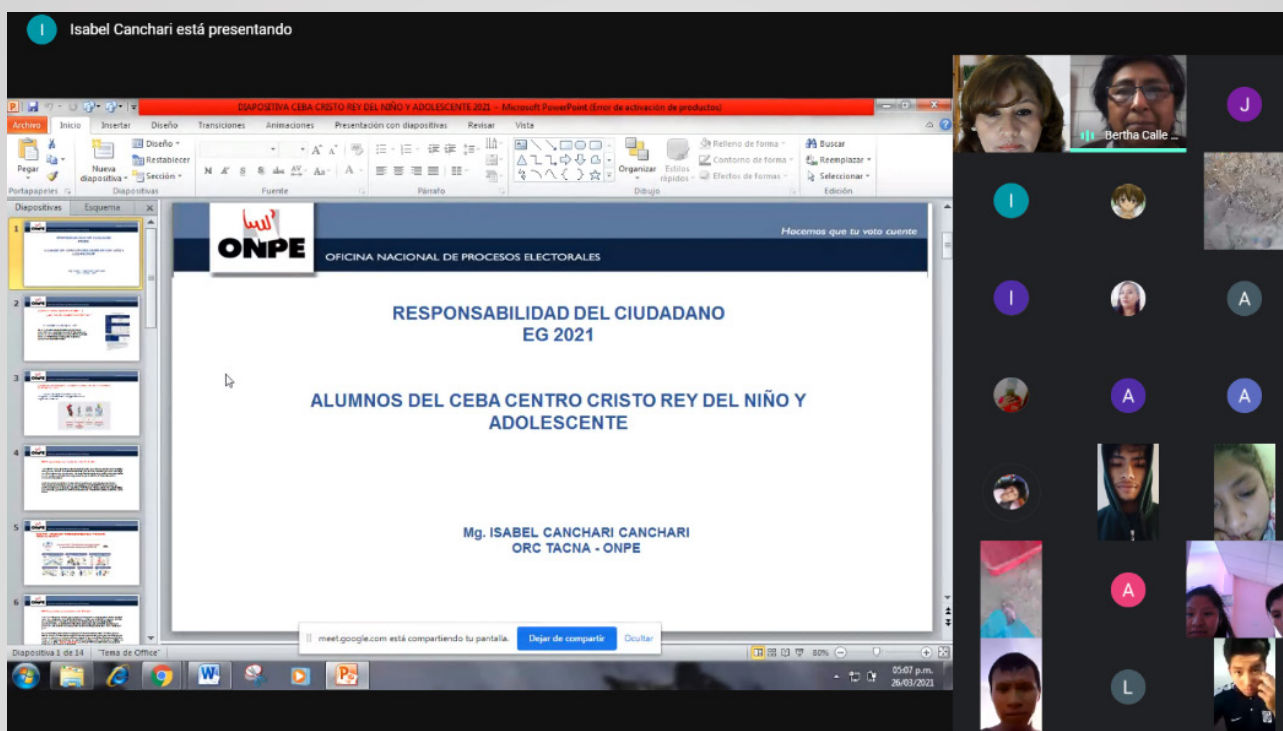 I
Isabel Canchari está presentando
DIAPOSITIVA CEBA CRISTO REY DEL NIÑO Y ADOLESCENTE 2021 - Microsoft PowerPoint (Error de activación de productos)
Archivo Inicio Insertar Diseño Transiciones Animaciones Presentación con diapositivas Revisar Vista
Pegar
Nueva diapositiva
Diseño
Restablecer
Sección
Organizar
Estilos rápidos
Relleno de forma
Contorno de forma
Efectos de formas
Buscar
Reemplazar
Seleccionar
Portapapeles Diapositivas Fuente Párrafo Dibujo Edición
Diapositivas Esquema
1
2
3
4
5
6
ONPE
Hacemos que tu voto cuente
OFICINA NACIONAL DE PROCESOS ELECTORALES
RESPONSABILIDAD DEL CIUDADANO
EG 2021
ALUMNOS DEL CEBA CENTRO CRISTO REY DEL NIÑO Y
ADOLESCENTE
Mg. ISABEL CANCHARI CANCHARI
ORC TACNA - ONPE
meet.google.com está compartiendo tu pantalla. Dejar de compartir Ocultar
Diapositiva 1 de 14 "Tema de Office" 80%
05:07 p.m.
26/03/2021
Bertha Calle ...
J
I
I
A
A
A
A
L